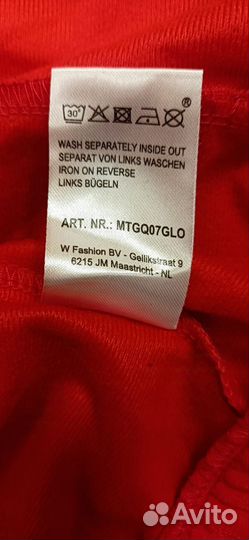 30°
®
WASH SEPARATELY INSIDE OUT
SEPARAT VON LINKS WASCHEN
IRON ON REVERSE
LINKS BÜGELN
ART. NR.: MTGQ07GLO
W Fashion BV - Gellikstraat 9
6215 JM Maastricht - NL
Avito